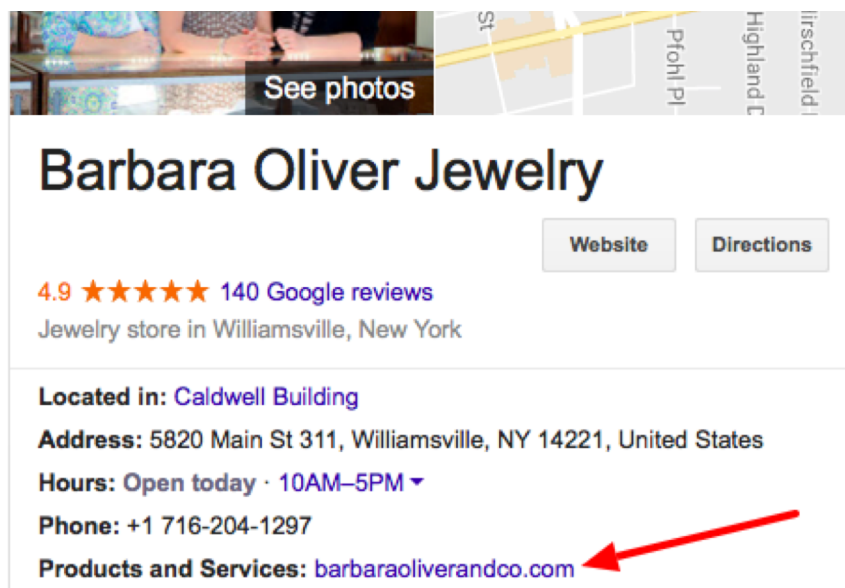 See photos
St
Pfohl Pl
Highland D
lirschfield
Barbara Oliver Jewelry
Website
Directions
4.9 ★★★★★ 140 Google reviews
Jewelry store in Williamsville, New York
Located in: Caldwell Building
Address: 5820 Main St 311, Williamsville, NY 14221, United States
Hours: Open today · 10AM–5PM
Phone: +1 716-204-1297
Products and Services: barbaraoliverandco.com